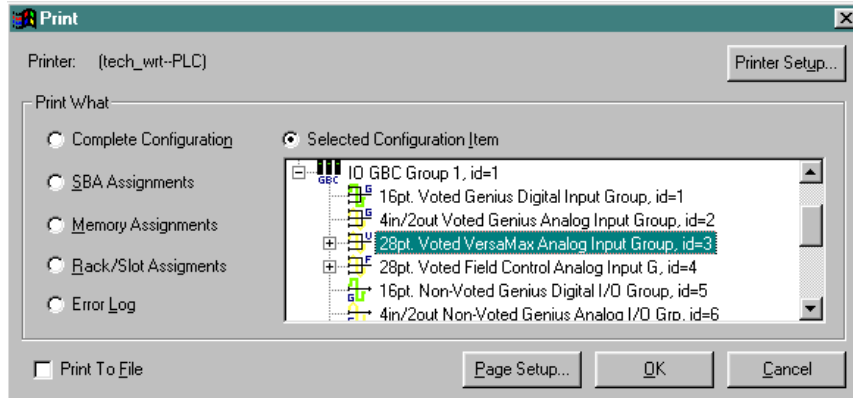 Print
Printer: (tech_wrt--PLC)
Printer Setup...
Print What
Complete Configuration
Selected Configuration Item
SBA Assignments
Memory Assignments
Rack/Slot Assigments
Error Log
IO GBC Group 1, id=1
16pt. Voted Genius Digital Input Group, id=1
4in/2out Voted Genius Analog Input Group, id=2
28pt. Voted VersaMax Analog Input Group, id=3
28pt. Voted Field Control Analog Input G, id=4
16pt. Non-Voted Genius Digital I/O Group, id=5
4in/2out Non-Voted Genius Analog I/O Grp, id=6
Print To File
Page Setup...
OK
Cancel